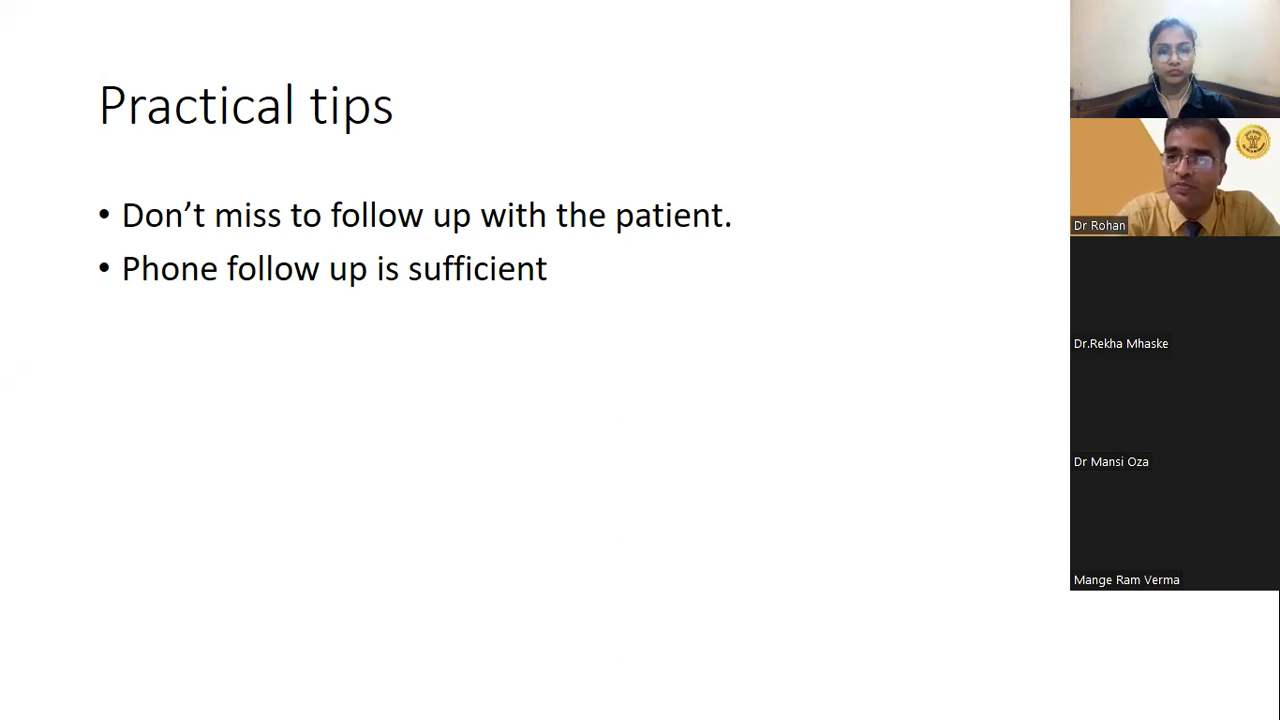 Practical tips
• Don’t miss to follow up with the patient.
• Phone follow up is sufficient
Dr Rohan
Dr.Rekha Mhaske
Dr Mansi Oza
Mange Ram Verma